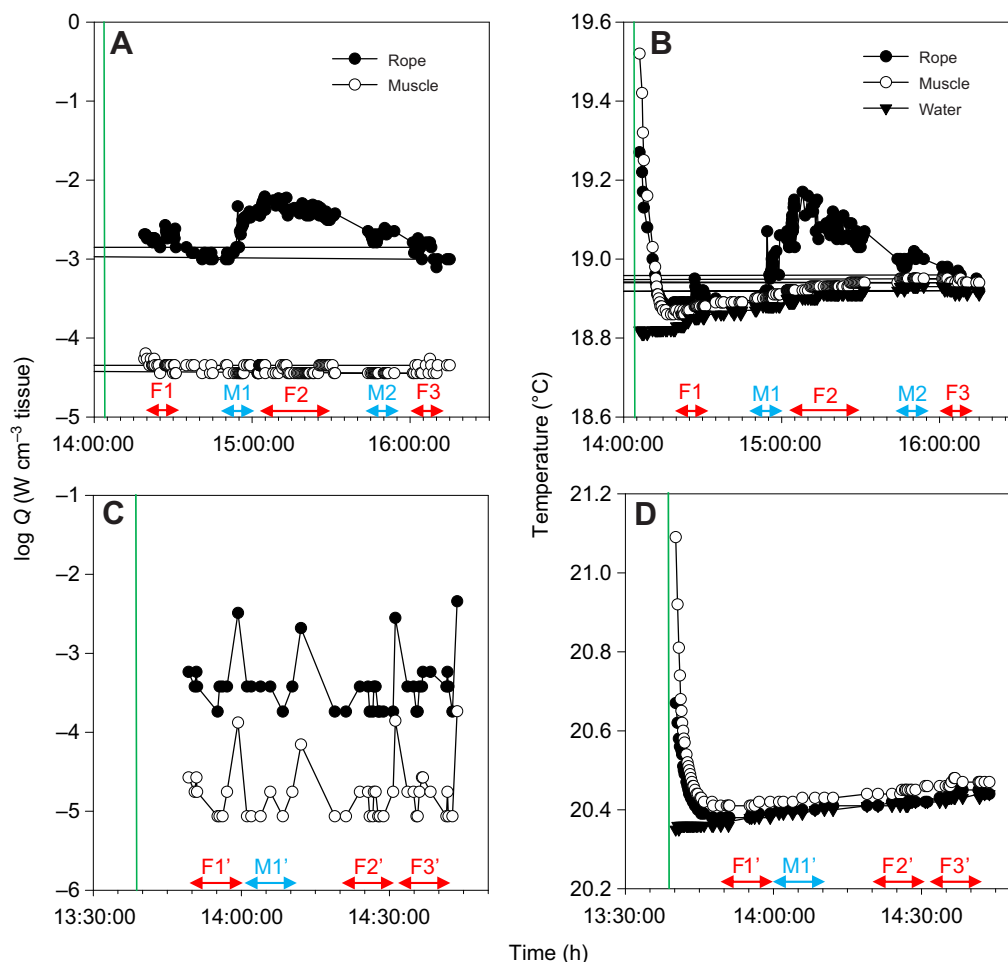 A
B
Rope
Muscle
Rope
Muscle
Water
0
–1
–2
–3
–4
–5
F1
M1
F2
M2
F3
14:00:00
15:00:00
16:00:00
19.6
19.4
19.2
19.0
18.8
18.6
F1
M1
F2
M2
F3
14:00:00
15:00:00
16:00:00
log Q (W cm⁻³ tissue)
Temperature (°C)
C
D
–1
–2
–3
–4
–5
–6
F1’
M1’
F2’
F3’
13:30:00
14:00:00
14:30:00
21.2
21.0
20.8
20.6
20.4
20.2
F1’
M1’
F2’
F3’
13:30:00
14:00:00
14:30:00
Time (h)